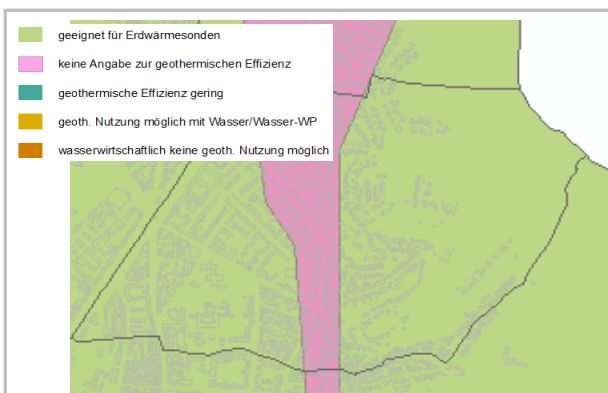 geeignet für Erdwärmesonden
keine Angabe zur geothermischen Effizienz
geothermische Effizienz gering
geoth. Nutzung möglich mit Wasser/Wasser-WP
wasserwirtschaftlich keine geoth. Nutzung möglich